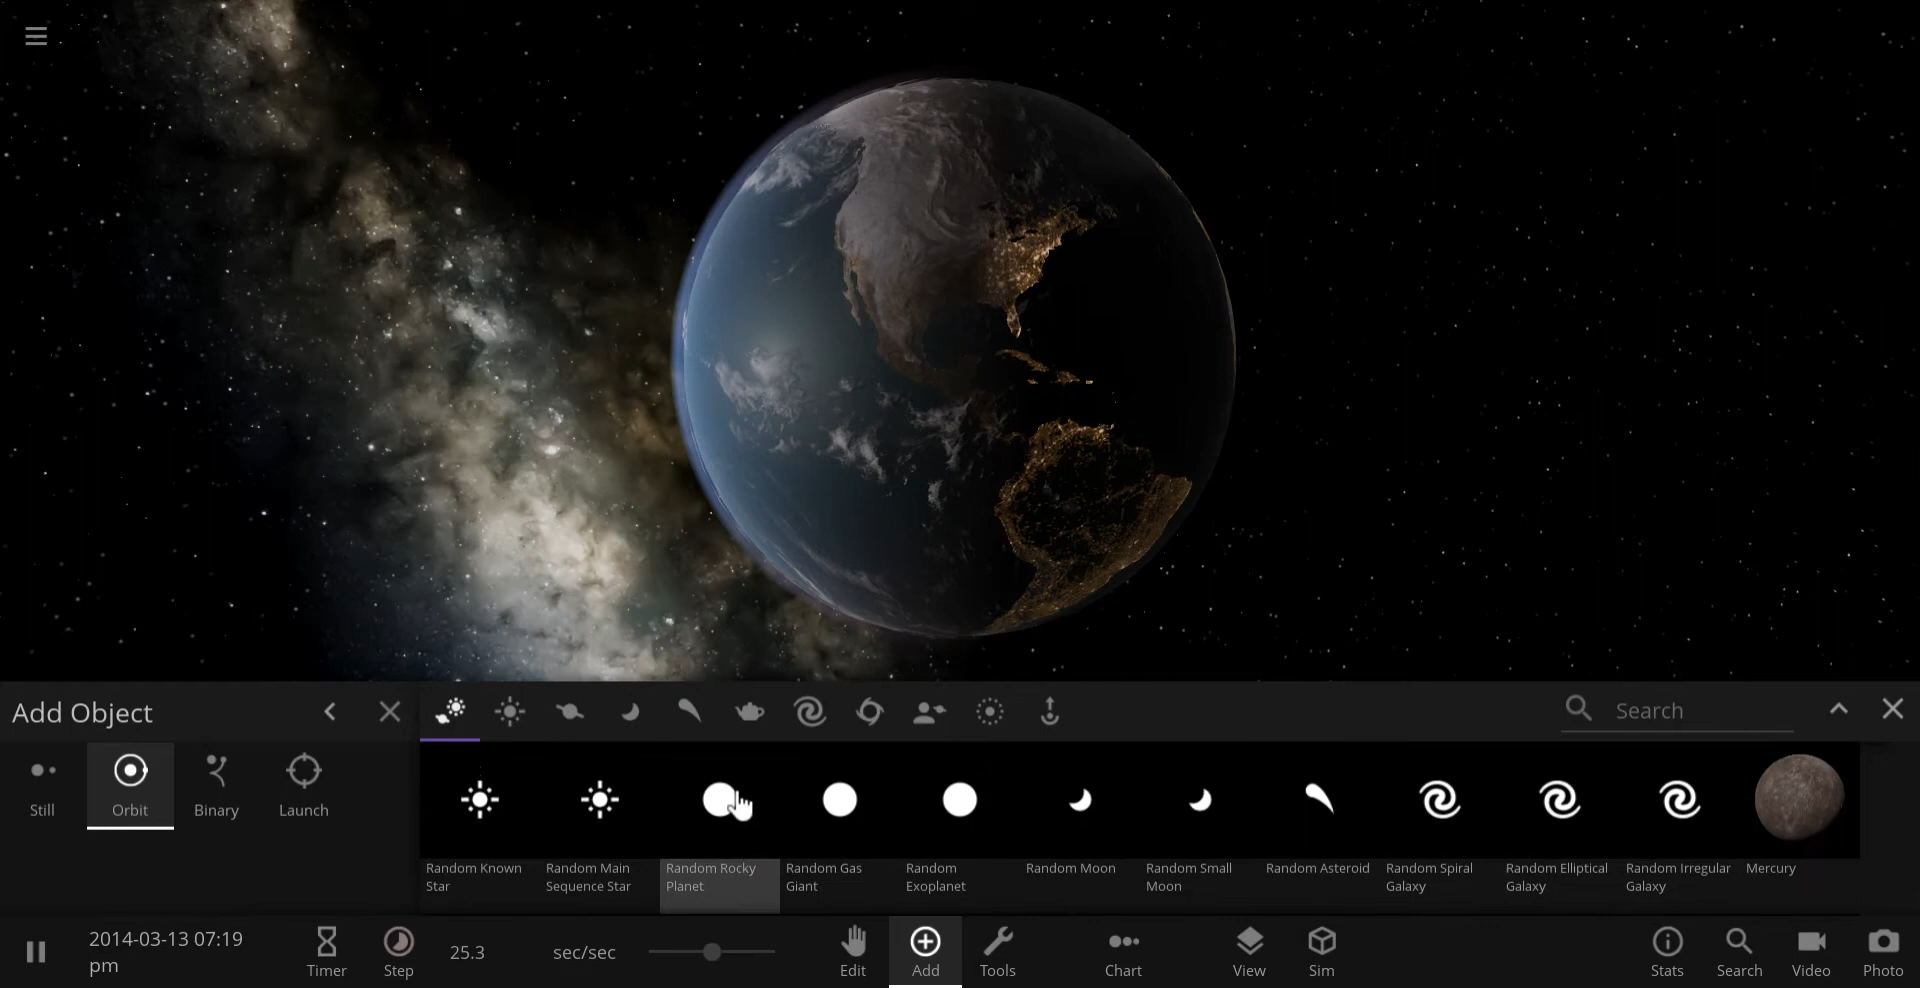 Add Object
Search
Still
Orbit
Binary
Launch
Random Known
Star
Random Main
Sequence Star
Random Rocky
Planet
Random Gas
Giant
Random
Exoplanet
Random Moon
Random Small
Moon
Random Asteroid
Random Spiral
Galaxy
Random Elliptical
Galaxy
Random Irregular
Galaxy
Mercury
2014-03-13 07:19
pm
Timer
Step
25.3
sec/sec
Edit
Add
Tools
Chart
View
Sim
Stats
Search
Video
Photo